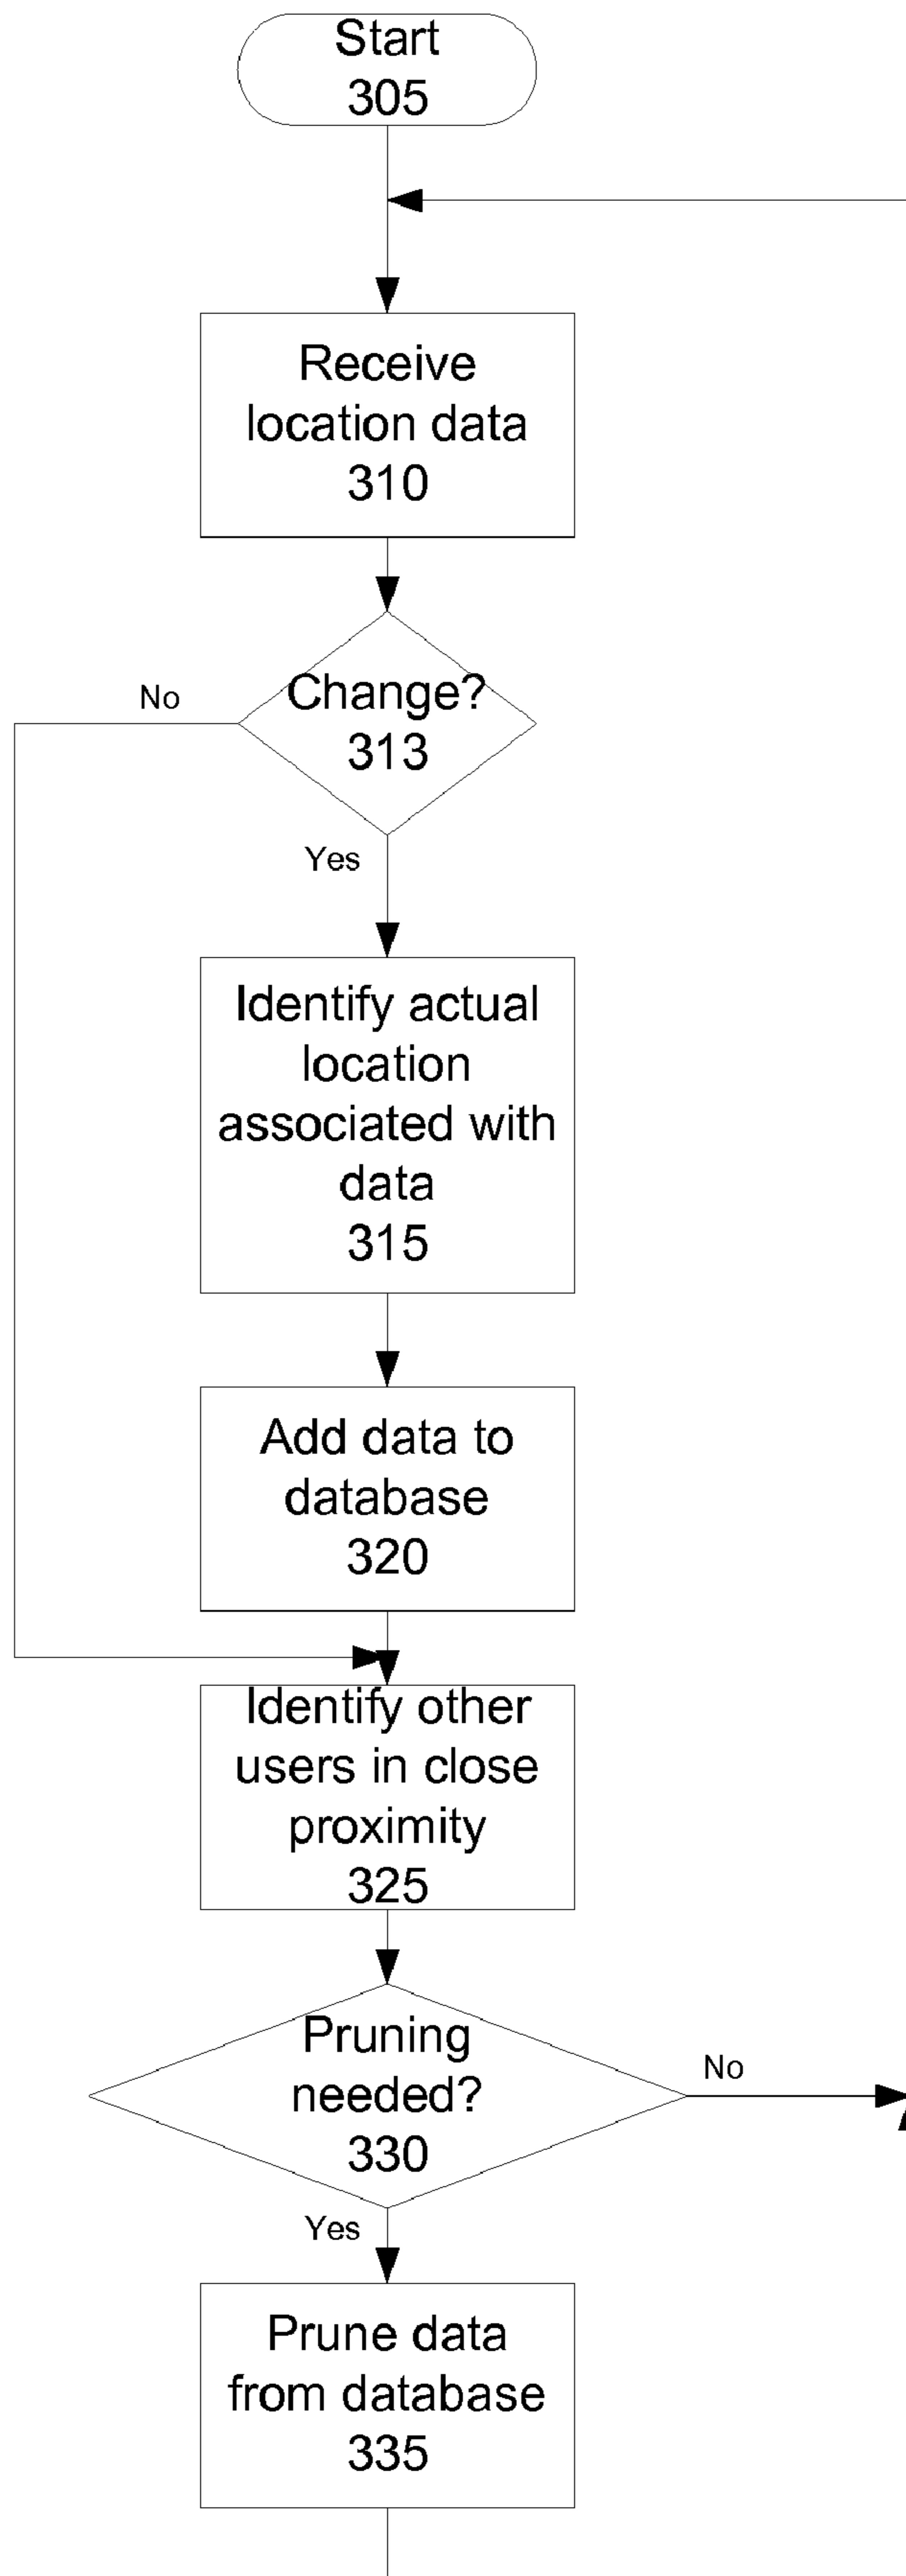 Start
305
Receive
location data
310
Change?
313
No
Yes
Identify actual
location
associated with
data
315
Add data to
database
320
Identify other
users in close
proximity
325
Pruning
needed?
330
No
Yes
Prune data
from database
335